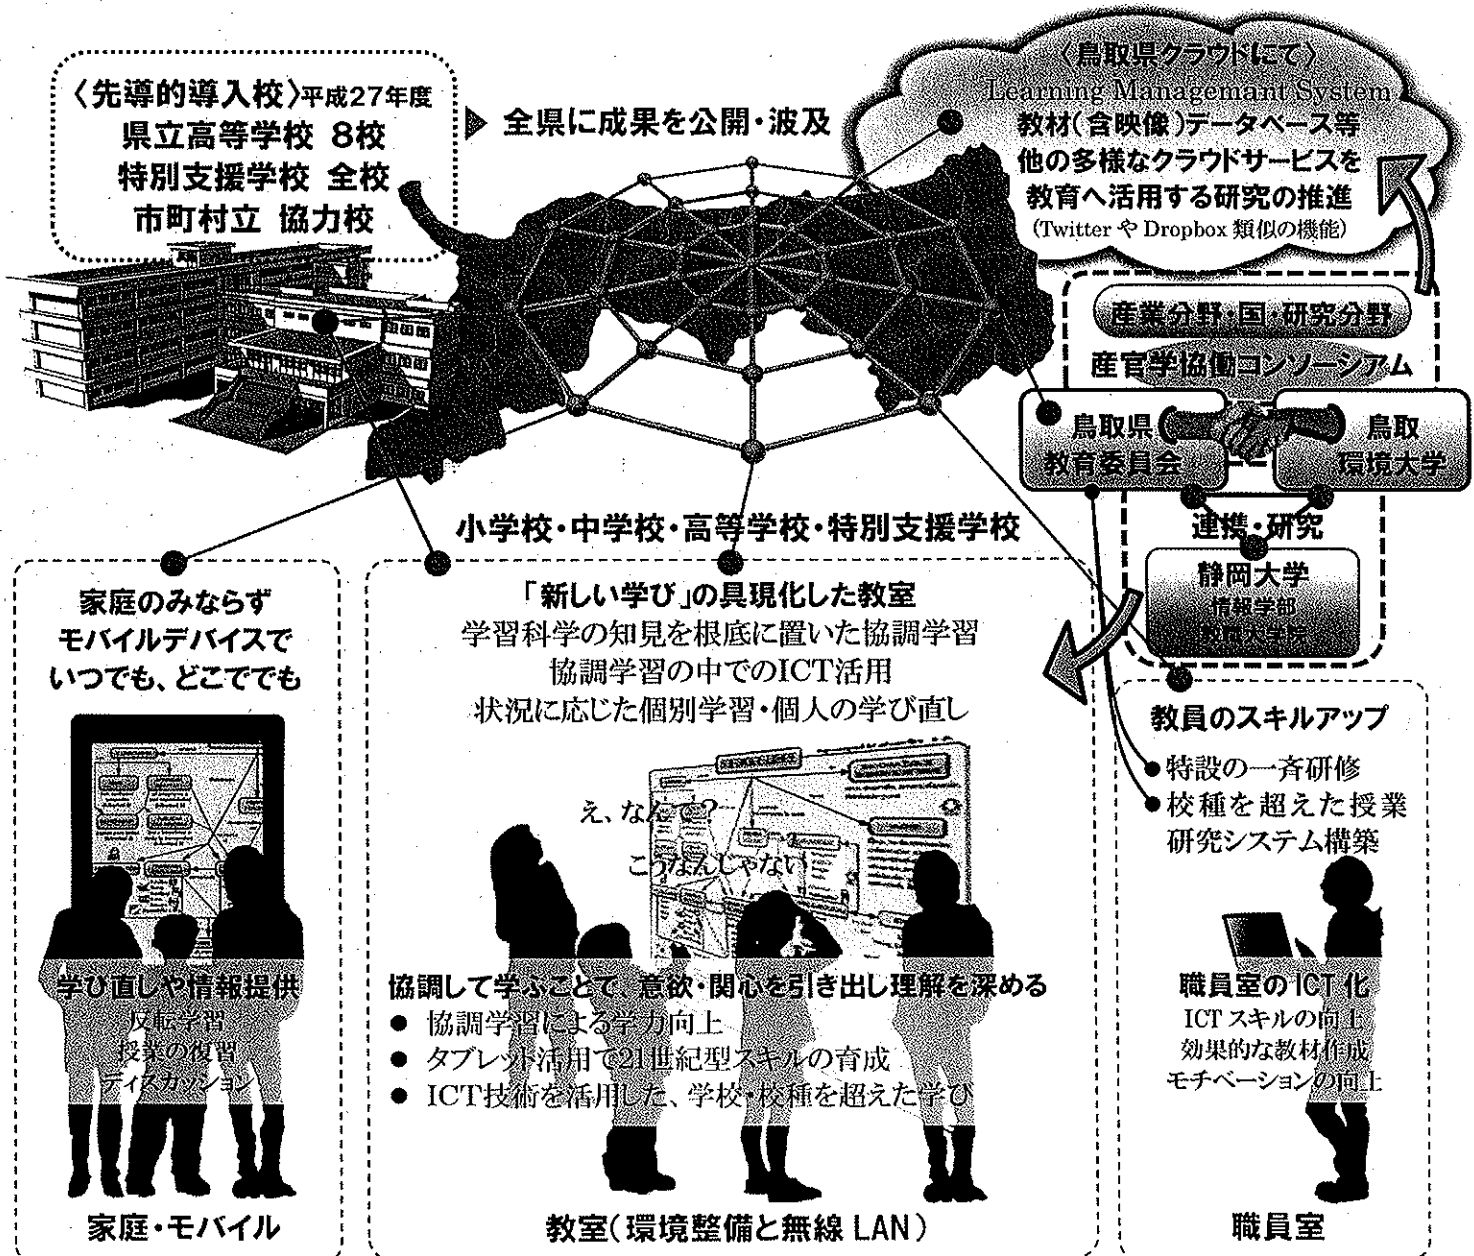 〈先導的導入校〉平成27年度
県立高等学校 8校
特別支援学校 全校
市町村立 協力校
全県に成果を公開・波及
〈鳥取県クラウドにて〉
Learning Managemant System
教材(含映像)データベース等
他の多様なクラウドサービスを
教育へ活用する研究の推進
(Twitter や Dropbox 類似の機能)
産業分野・国・研究分野
産官学協働コンソーシアム
鳥取県
教育委員会
鳥取
環境大学
連携・研究
静岡大学
情報学部
教職大学院
小学校・中学校・高等学校・特別支援学校
家庭のみならず
モバイルデバイスで
いつでも、どこででも
学び直しや情報提供
反転学習
授業の復習
ディスカッション
家庭・モバイル
「新しい学び」の具現化した教室
学習科学の知見を根底に置いた協調学習
協調学習の中でのICT活用
状況に応じた個別学習・個人の学び直し
え、なんで?
こうなんじゃない
協調して学ぶことで、意欲・関心を引き出し理解を深める
● 協調学習による学力向上
● タブレット活用で21世紀型スキルの育成
● ICT技術を活用した、学校・校種を超えた学び
教室(環境整備と無線 LAN)
教員のスキルアップ
●特設の一斉研修
●校種を超えた授業
研究システム構築
職員室の ICT 化
ICT スキルの向上
効果的な教材作成
モチベーションの向上
職員室